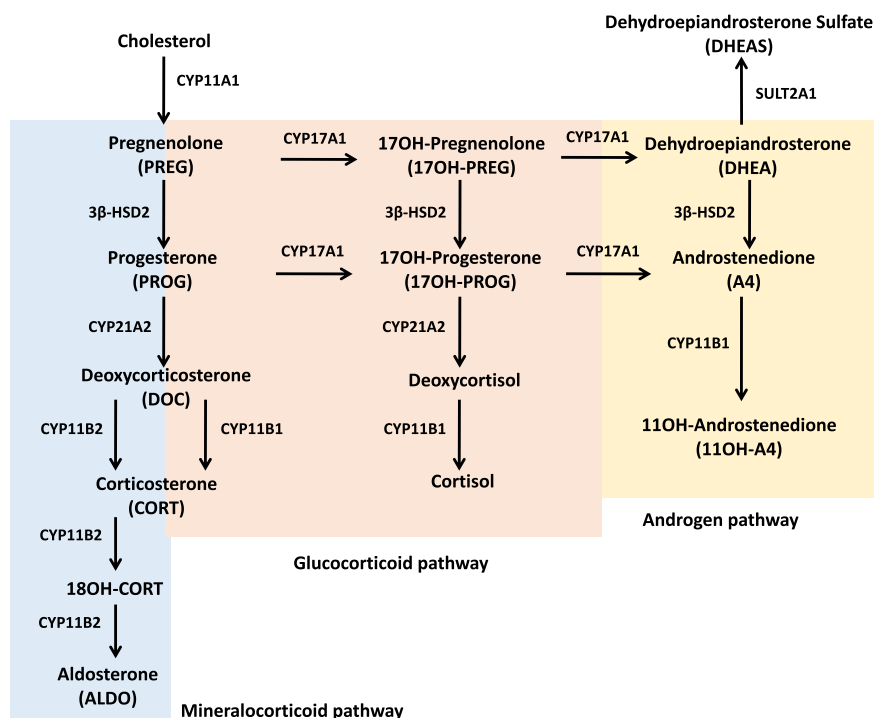 Dehydroepiandrosterone Sulfate
(DHEAS)
Cholesterol
CYP11A1
SULT2A1
Pregnenolone
(PREG)
CYP17A1
17OH-Pregnenolone
(17OH-PREG)
CYP17A1
Dehydroepiandrosterone
(DHEA)
3β-HSD2
3β-HSD2
3β-HSD2
Progesterone
(PROG)
CYP17A1
17OH-Progesterone
(17OH-PROG)
CYP17A1
Androstenedione
(A4)
CYP21A2
CYP21A2
CYP11B1
Deoxycorticosterone
(DOC)
Deoxycortisol
CYP11B2
CYP11B1
CYP11B1
11OH-Androstenedione
(11OH-A4)
Corticosterone
(CORT)
Cortisol
Androgen pathway
CYP11B2
Glucocorticoid pathway
18OH-CORT
CYP11B2
Aldosterone
(ALDO)
Mineralocorticoid pathway